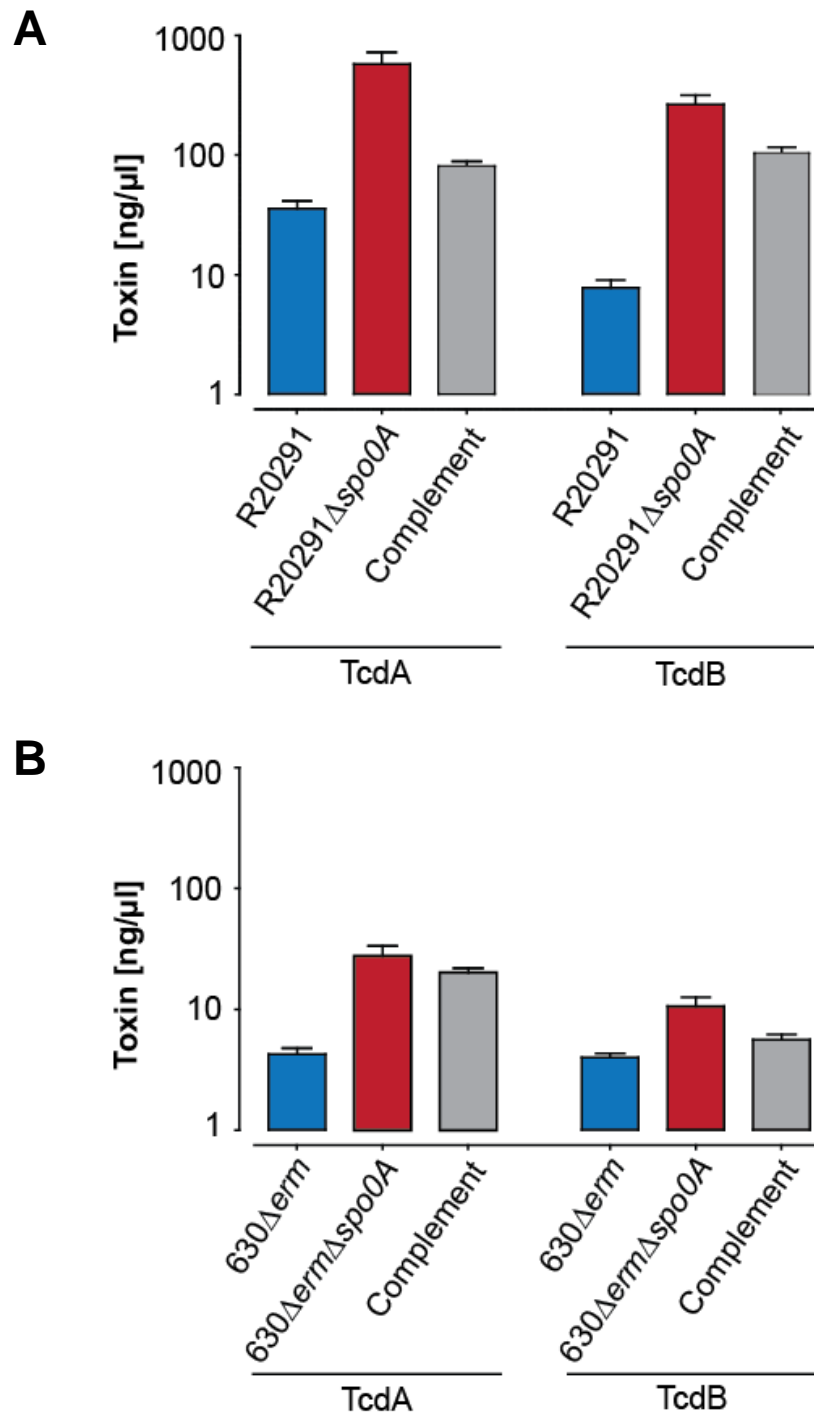 A
1000
100
10
1
Toxin [ng/µl]
R20291
R20291Δspo0A
Complement
R20291
R20291Δspo0A
Complement
TcdA
TcdB
B
1000
100
10
1
Toxin [ng/µl]
630Δerm
630ΔermΔspo0A
Complement
630Δerm
630ΔermΔspo0A
Complement
TcdA
TcdB